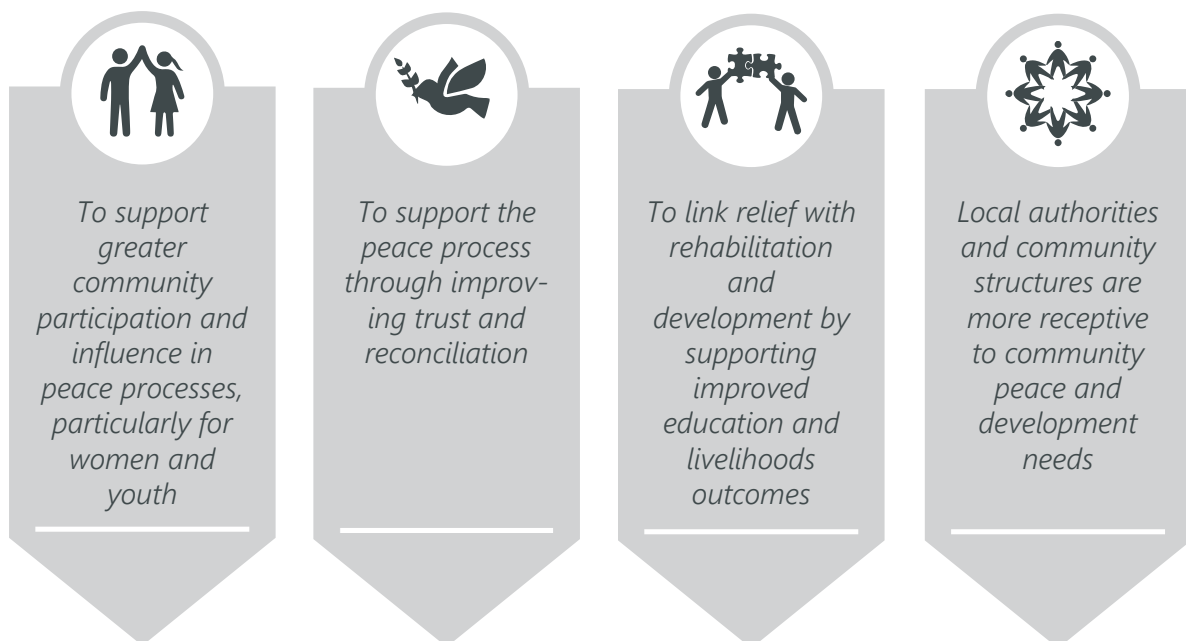 To support
greater
community
participation and
influence in
peace processes,
particularly for
women and
youth
To support the
peace process
through improv-
ing trust and
reconciliation
To link relief with
rehabilitation
and
development by
supporting
improved
education and
livelihoods
outcomes
Local authorities
and community
structures are
more receptive
to community
peace and
development
needs